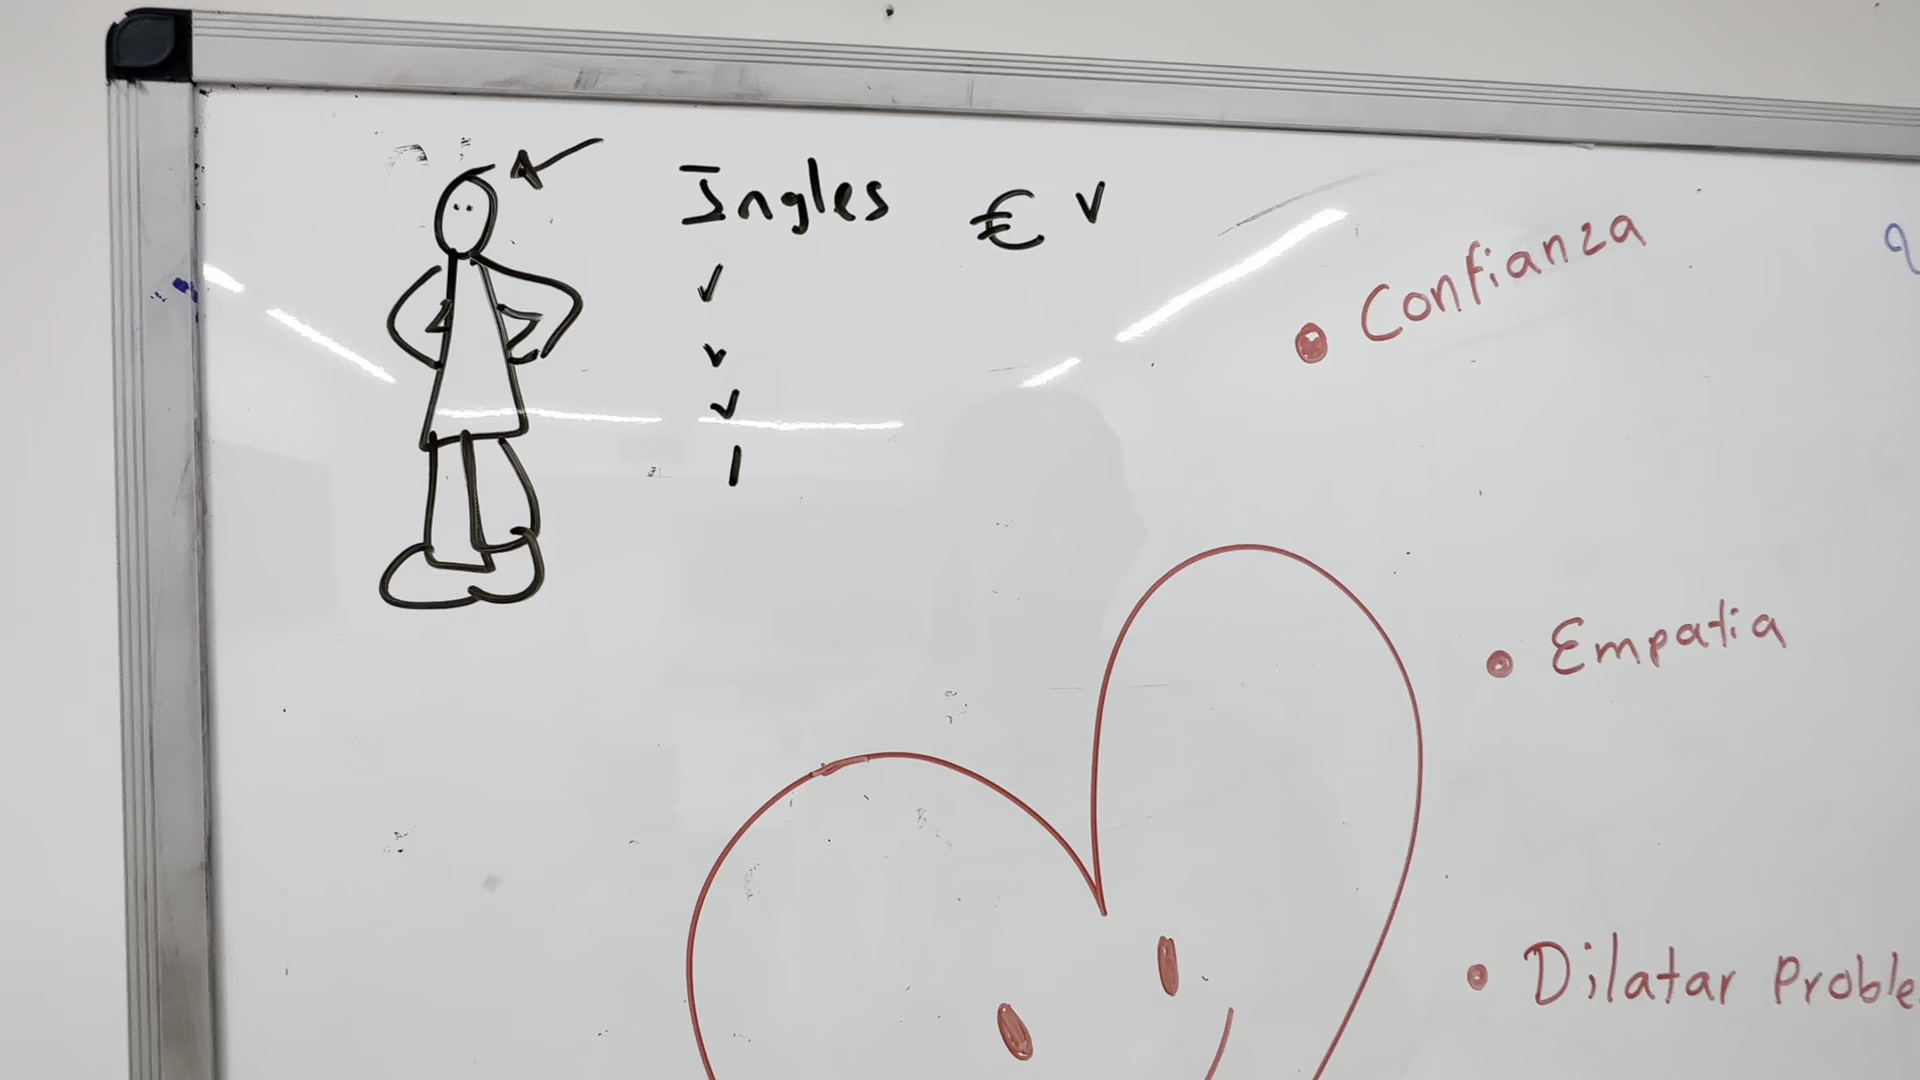 Ingles € ✓
✓
✓
✓
• Confianza
• Empatia
• Dilatar Proble